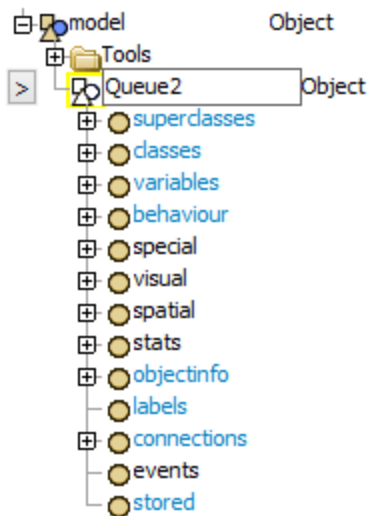 model Object
Tools
> Queue2 Object
superclasses
classes
variables
behaviour
special
visual
spatial
stats
objectinfo
labels
connections
events
stored